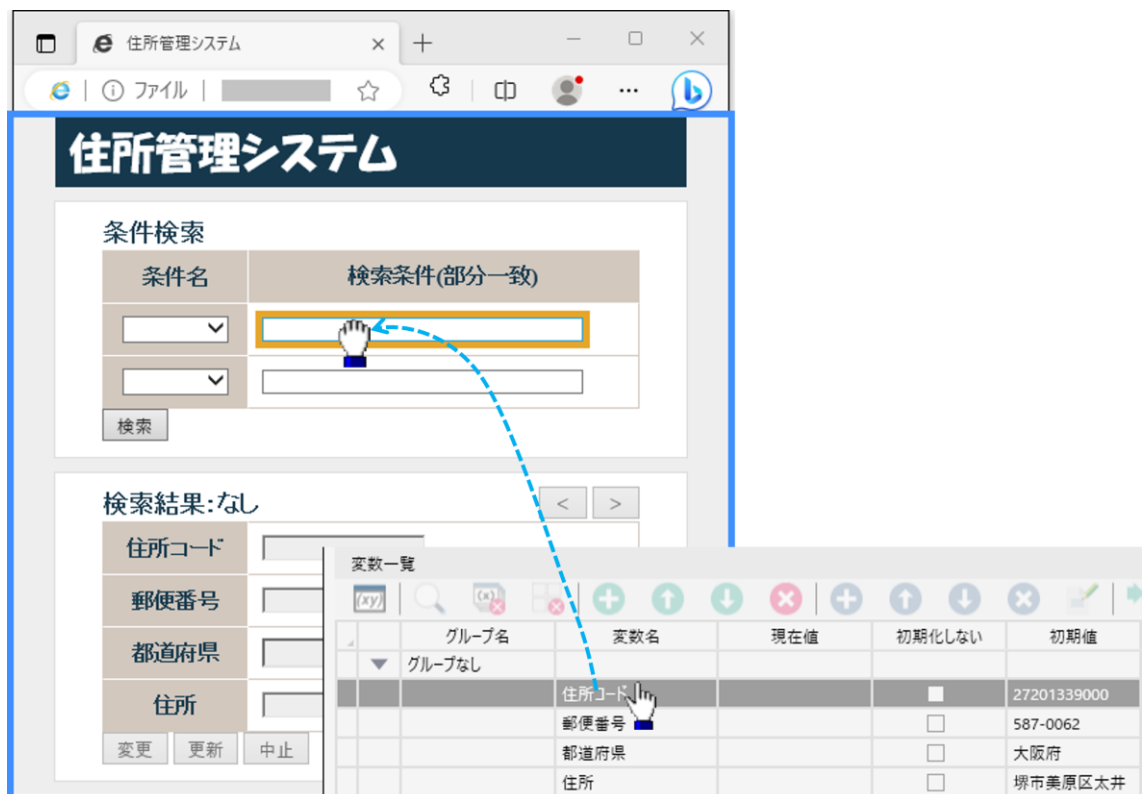 住所管理システム
ファイル
住所管理システム
条件検索
条件名 検索条件(部分一致)
検索
検索結果:なし
< >
住所コード
郵便番号
都道府県
住所
変更 更新 中止
変数一覧
(xy) (x)
グループ名 変数名 現在値 初期化しない 初期値
グループなし
住所コード 27201339000
郵便番号 587-0062
都道府県 大阪府
住所 堺市美原区太井